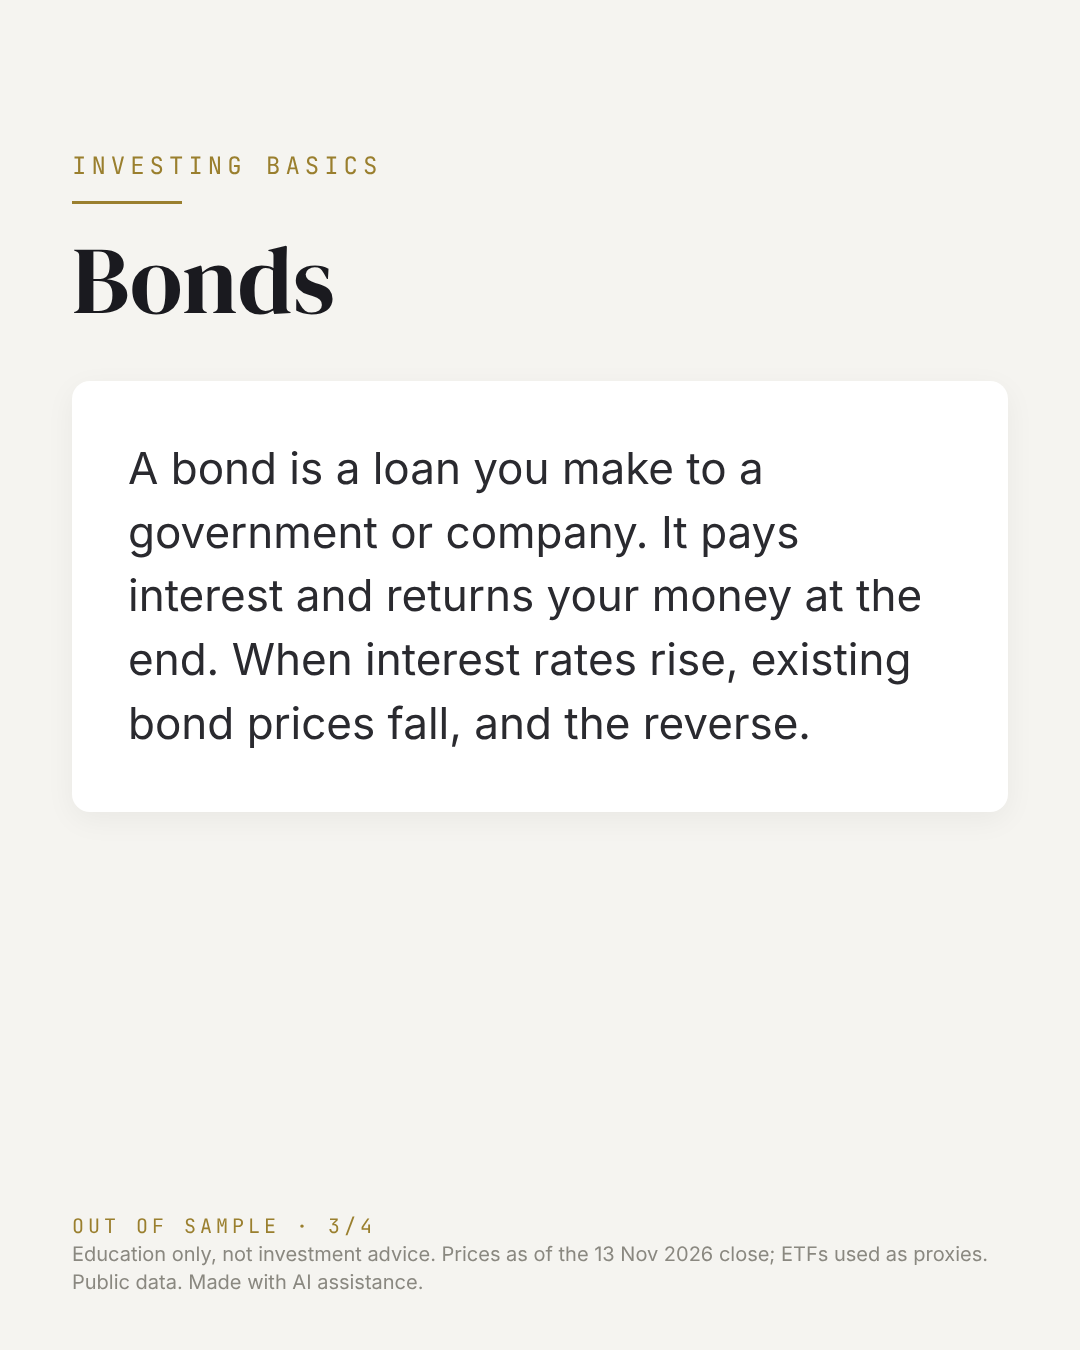 INVESTING BASICS
Bonds
A bond is a loan you make to a
government or company. It pays
interest and returns your money at the
end. When interest rates rise, existing
bond prices fall, and the reverse.
OUT OF SAMPLE · 3/4
Education only, not investment advice. Prices as of the 13 Nov 2026 close; ETFs used as proxies.
Public data. Made with AI assistance.